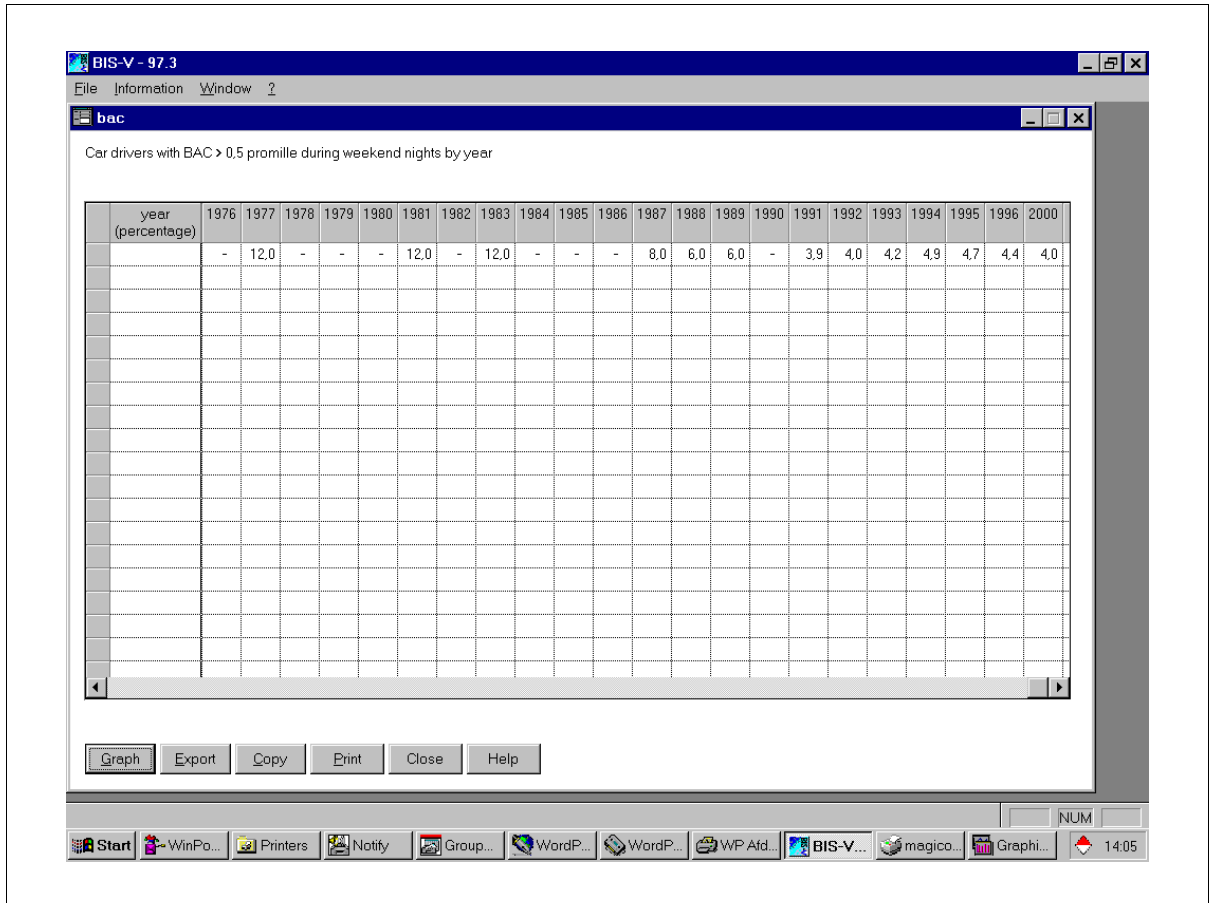 BIS-V - 97.3
File Information Window ?
bac
Car drivers with BAC > 0,5 promille during weekend nights by year
year (percentage) 1976 1977 1978 1979 1980 1981 1982 1983 1984 1985 1986 1987 1988 1989 1990 1991 1992 1993 1994 1995 1996 2000
- 12,0 - - - 12,0 - 12,0 - - - 8,0 6,0 6,0 - 3,9 4,0 4,2 4,9 4,7 4,4 4,0
Graph Export Copy Print Close Help
NUM
Start WinPo... Printers Notify Group... WordP... WordP... WP Afd... BIS-V... magico... Graphi... 14:05